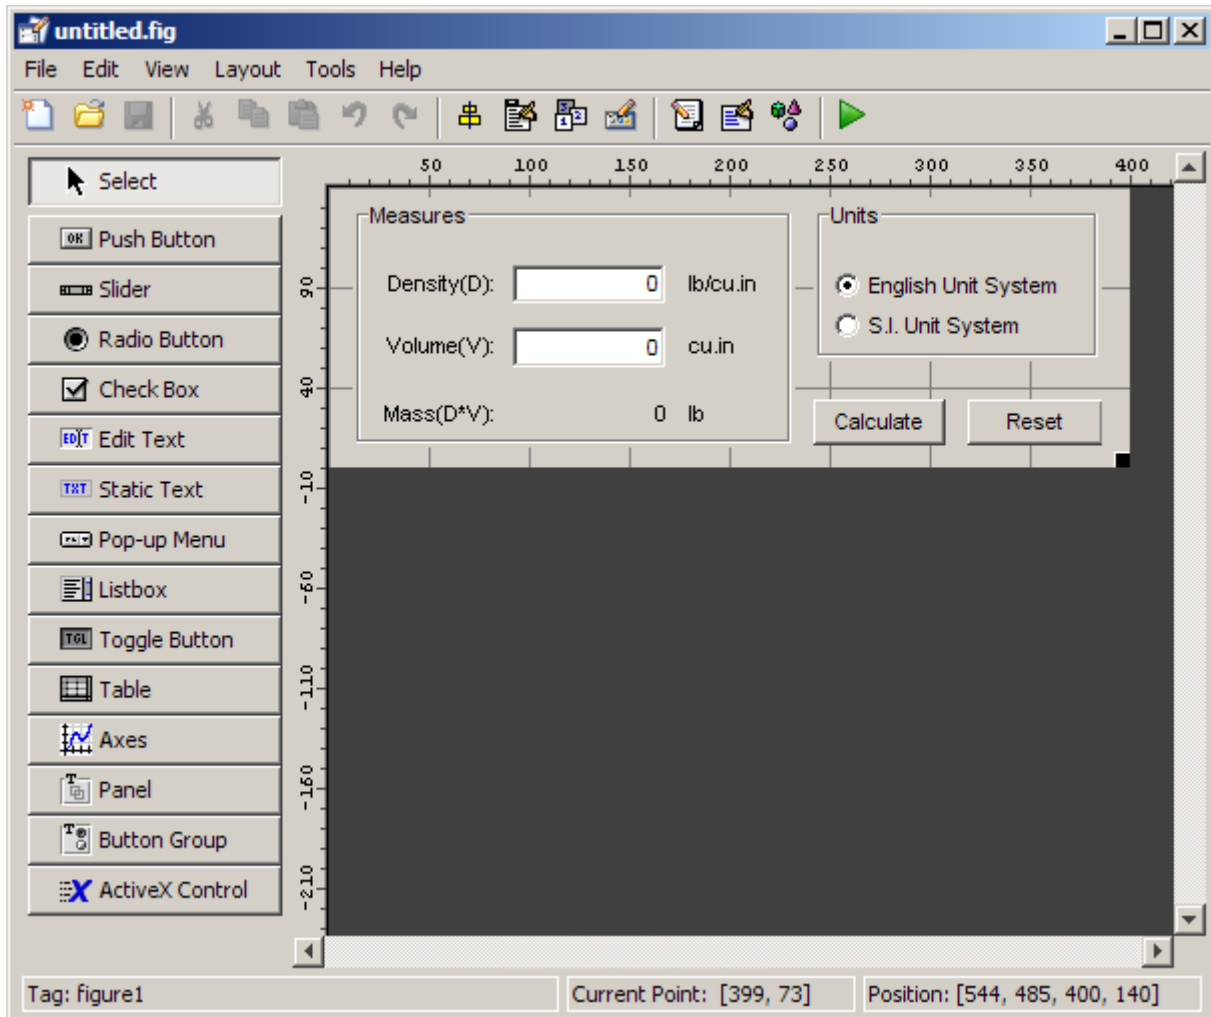 untitled.fig
File Edit View Layout Tools Help
Select
Push Button
Slider
Radio Button
Check Box
Edit Text
Static Text
Pop-up Menu
Listbox
Toggle Button
Table
Axes
Panel
Button Group
ActiveX Control
50 100 150 200 250 300 350 400
90
40
-10
-60
-110
-160
-210
Measures
Density(D): 0 lb/cu.in
Volume(V): 0 cu.in
Mass(D*V): 0 lb
Units
English Unit System
S.I. Unit System
Calculate Reset
Tag: figure1 Current Point: [399, 73] Position: [544, 485, 400, 140]